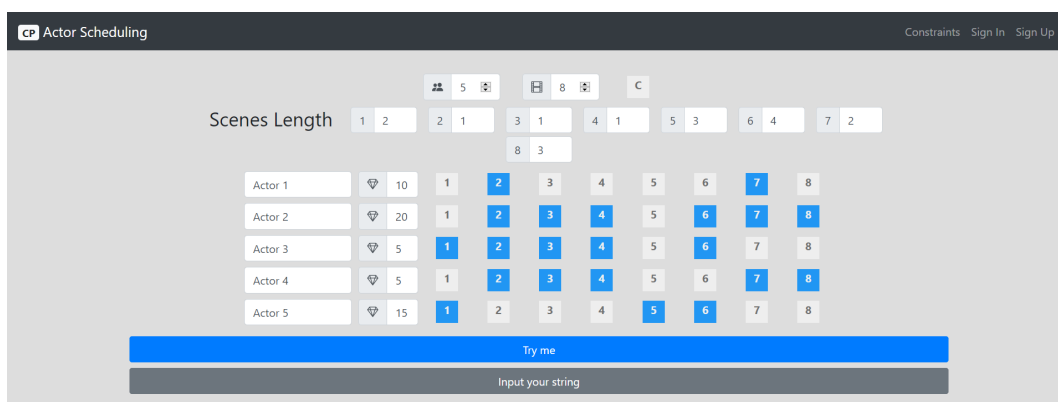 CP Actor Scheduling Constraints Sign In Sign Up
5 8 C
Scenes Length 1 2 2 1 3 1 4 1 5 3 6 4 7 2
8 3
Actor 1 10 1 2 3 4 5 6 7 8
Actor 2 20 1 2 3 4 5 6 7 8
Actor 3 5 1 2 3 4 5 6 7 8
Actor 4 5 1 2 3 4 5 6 7 8
Actor 5 15 1 2 3 4 5 6 7 8
Try me
Input your string